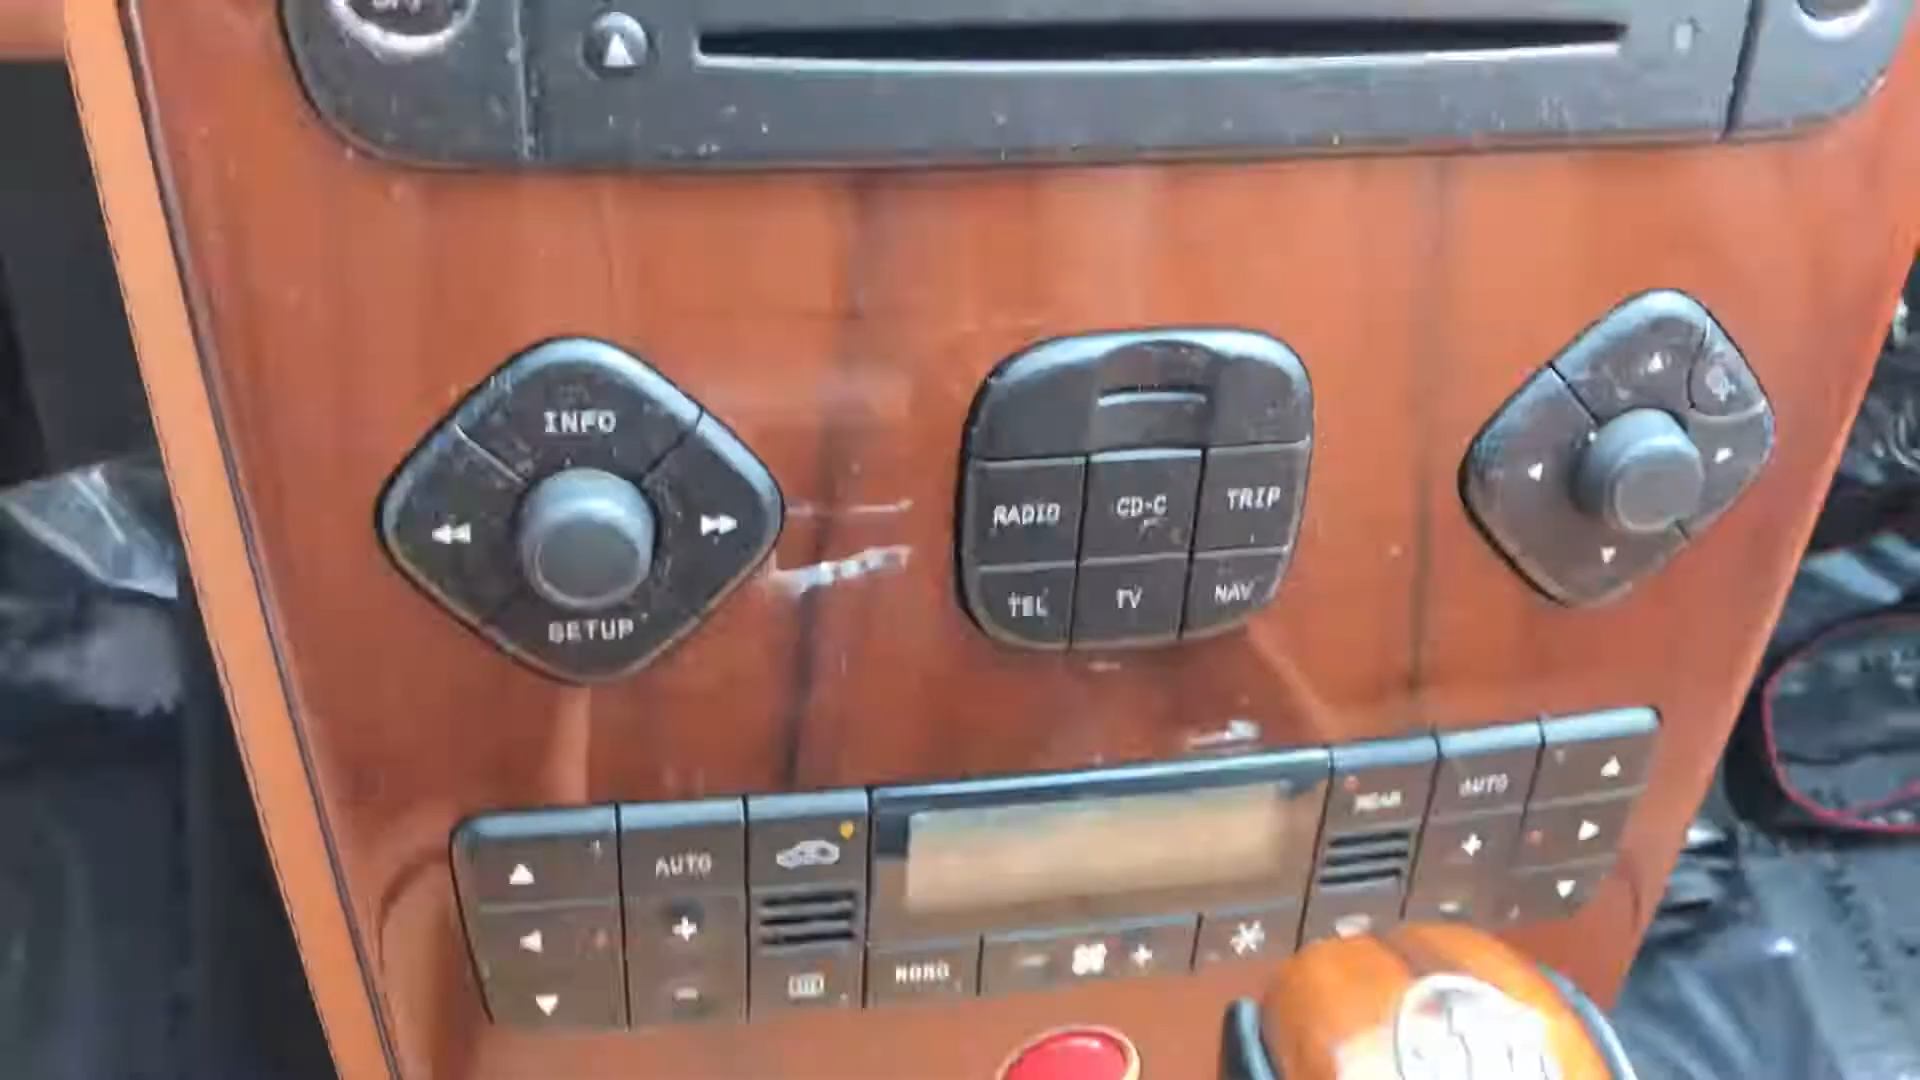 INFO
SETUP
RADIO CD-C TRIP
TEL TV NAV
AUTO
MONO
REAR
AUTO